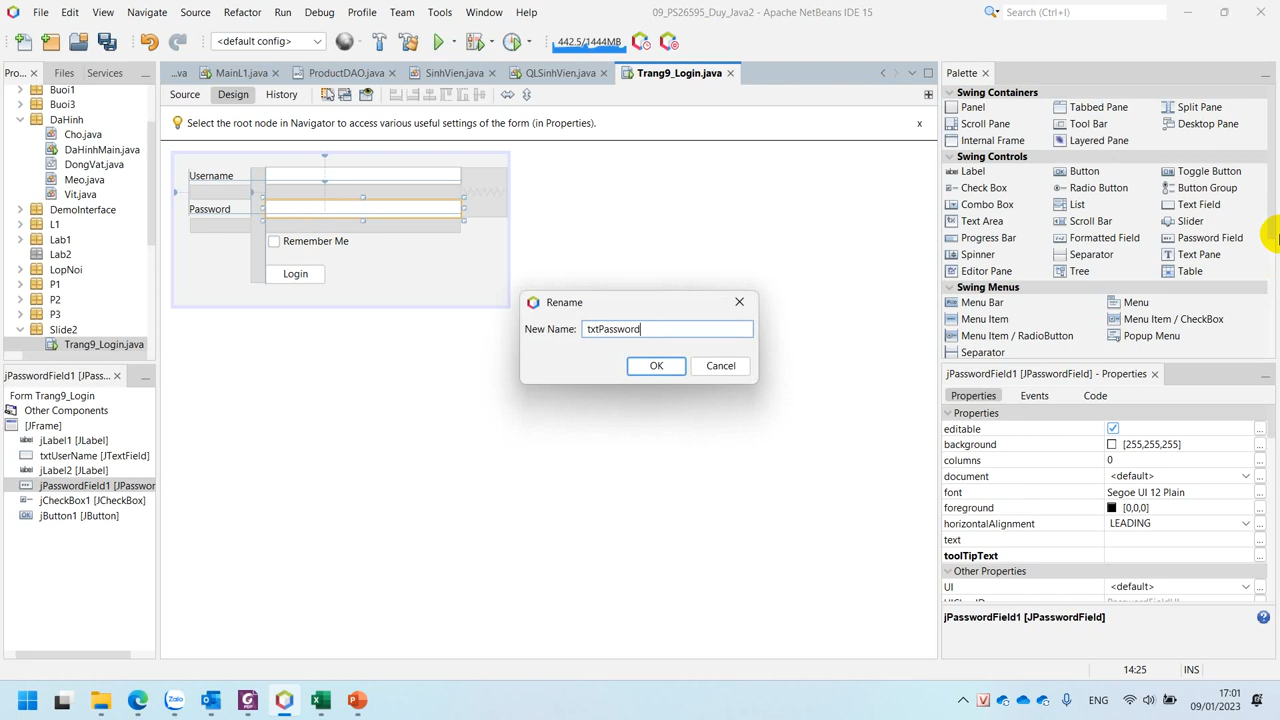 File Edit View Navigate Source Refactor Run Debug Profile Team Tools Window Help
09_PS26595_Duy_Java2 - Apache NetBeans IDE 15
Search (Ctrl+I)
<default config>
442.5/1444MB
Pro...
Files
Services
...va
MainL1.java
ProductDAO.java
SinhVien.java
QLSinhVien.java
Trang9_Login.java
Source
Design
History
Select the root node in Navigator to access various useful settings of the form (in Properties).
x
Buoi1
Buoi3
DaHinh
Cho.java
DaHinhMain.java
DongVat.java
Meo.java
Vit.java
DemoInterface
L1
Lab1
Lab2
LopNoi
P1
P2
P3
Slide2
Trang9_Login.java
Username
Password
Remember Me
Login
Rename
New Name:
txtPassword
OK
Cancel
jPasswordField1 [JPass...
Form Trang9_Login
Other Components
[JFrame]
jLabel1 [JLabel]
txtUserName [JTextField]
jLabel2 [JLabel]
jPasswordField1 [JPasswor
jCheckBox1 [JCheckBox]
jButton1 [JButton]
Palette
Swing Containers
Panel
Tabbed Pane
Split Pane
Scroll Pane
Tool Bar
Desktop Pane
Internal Frame
Layered Pane
Swing Controls
Label
Button
Toggle Button
Check Box
Radio Button
Button Group
Combo Box
List
Text Field
Text Area
Scroll Bar
Slider
Progress Bar
Formatted Field
Password Field
Spinner
Separator
Text Pane
Editor Pane
Tree
Table
Swing Menus
Menu Bar
Menu
Menu Item
Menu Item / CheckBox
Menu Item / RadioButton
Popup Menu
Separator
jPasswordField1 [JPasswordField] - Properties
Properties
Events
Code
Properties
editable
...
background
[255,255,255]
...
columns
0
...
document
<default>
...
font
Segoe UI 12 Plain
...
foreground
[0,0,0]
...
horizontalAlignment
LEADING
...
text
...
toolTipText
...
Other Properties
UI
<default>
...
jPasswordField1 [JPasswordField]
14:25
INS
ENG
17:01
09/01/2023